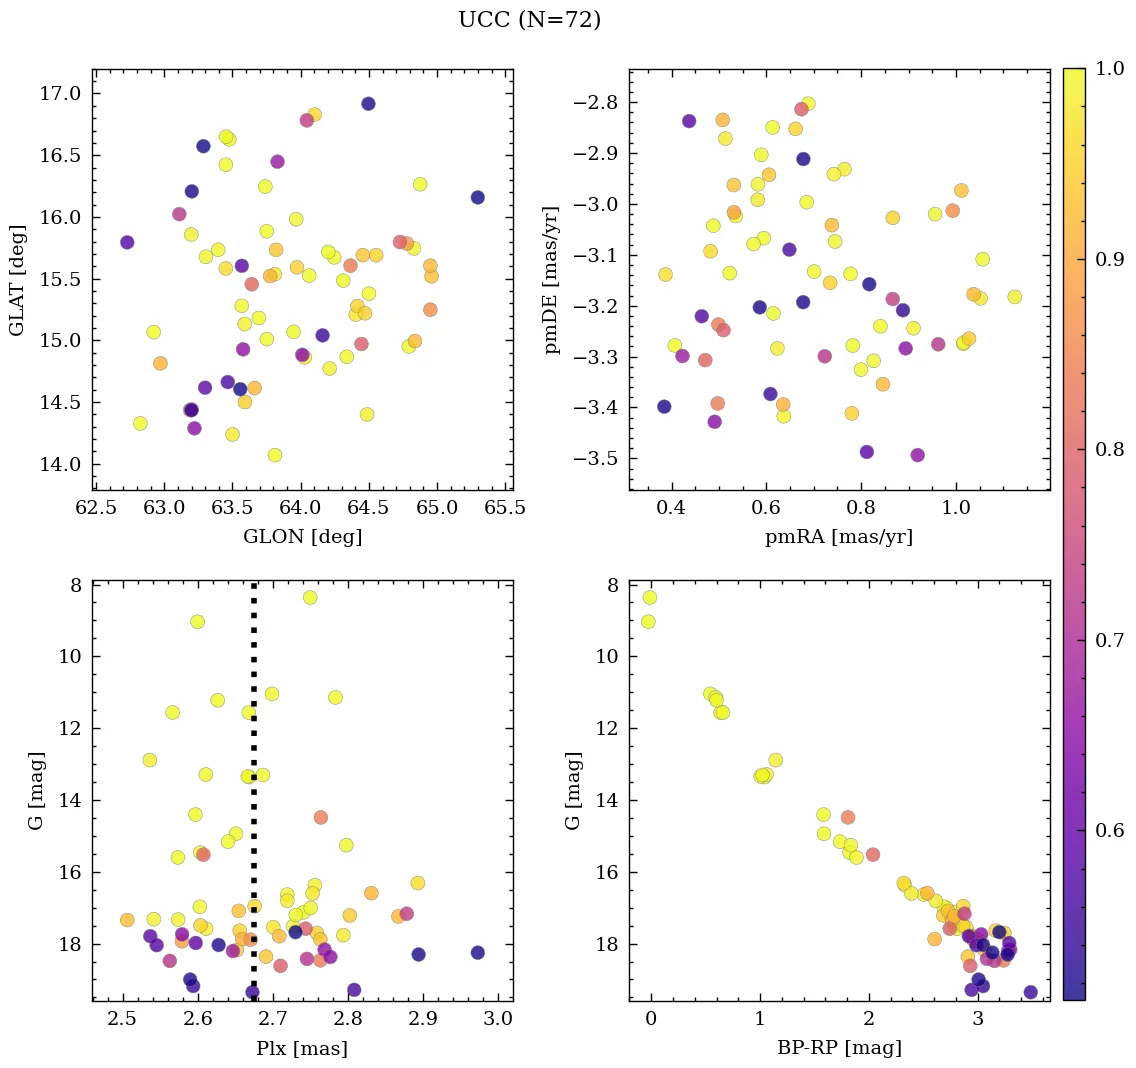 UCC (N=72)
17.0
16.5
16.0
15.5
15.0
14.5
14.0
GLAT [deg]
62.5 63.0 63.5 64.0 64.5 65.0 65.5
GLON [deg]
−2.8
−2.9
−3.0
−3.1
−3.2
−3.3
−3.4
−3.5
pmDE [mas/yr]
0.4 0.6 0.8 1.0
pmRA [mas/yr]
8
10
12
14
16
18
G [mag]
2.5 2.6 2.7 2.8 2.9 3.0
Plx [mas]
8
10
12
14
16
18
G [mag]
0 1 2 3
BP-RP [mag]
1.0
0.9
0.8
0.7
0.6